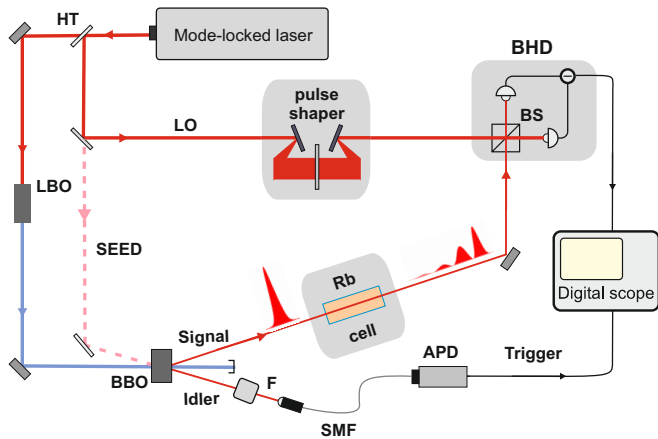 HT
Mode-locked laser
BHD
pulse
shaper
BS
LO
LBO
SEED
Rb
cell
Digital scope
Signal
BBO
Idler
F
SMF
APD
Trigger